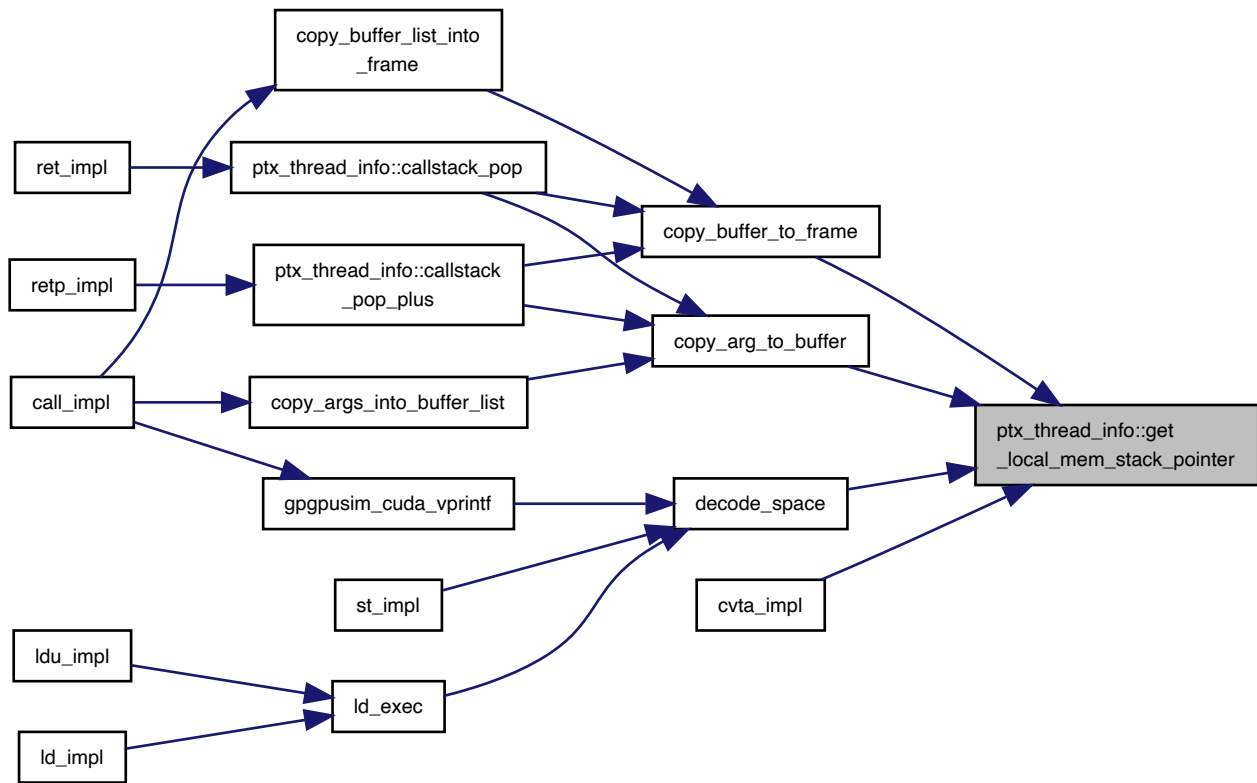 copy_buffer_list_into
_frame
ret_impl
ptx_thread_info::callstack_pop
copy_buffer_to_frame
retp_impl
ptx_thread_info::callstack
_pop_plus
copy_arg_to_buffer
call_impl
copy_args_into_buffer_list
ptx_thread_info::get
_local_mem_stack_pointer
gpgpusim_cuda_vprintf
decode_space
st_impl
cvta_impl
ldu_impl
ld_exec
ld_impl